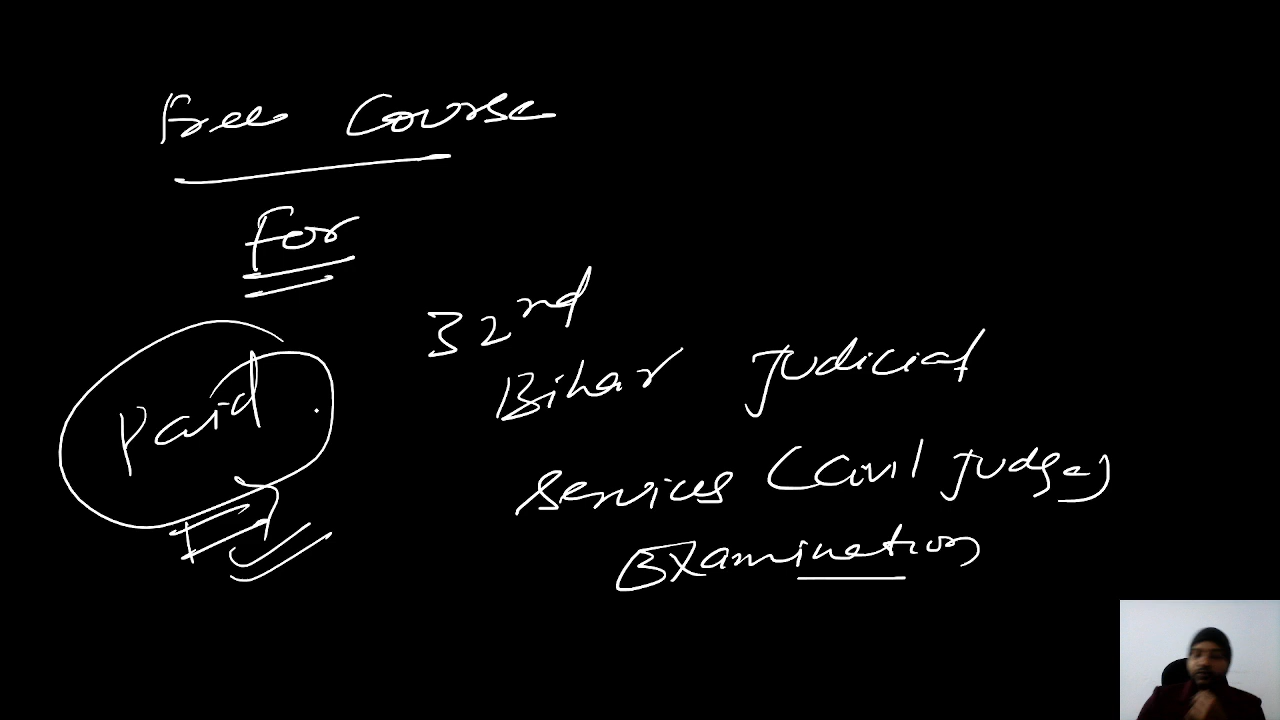 Free Course
For
32nd
Bihar Judicial
Paid
Services (Civil Judge)
Examination